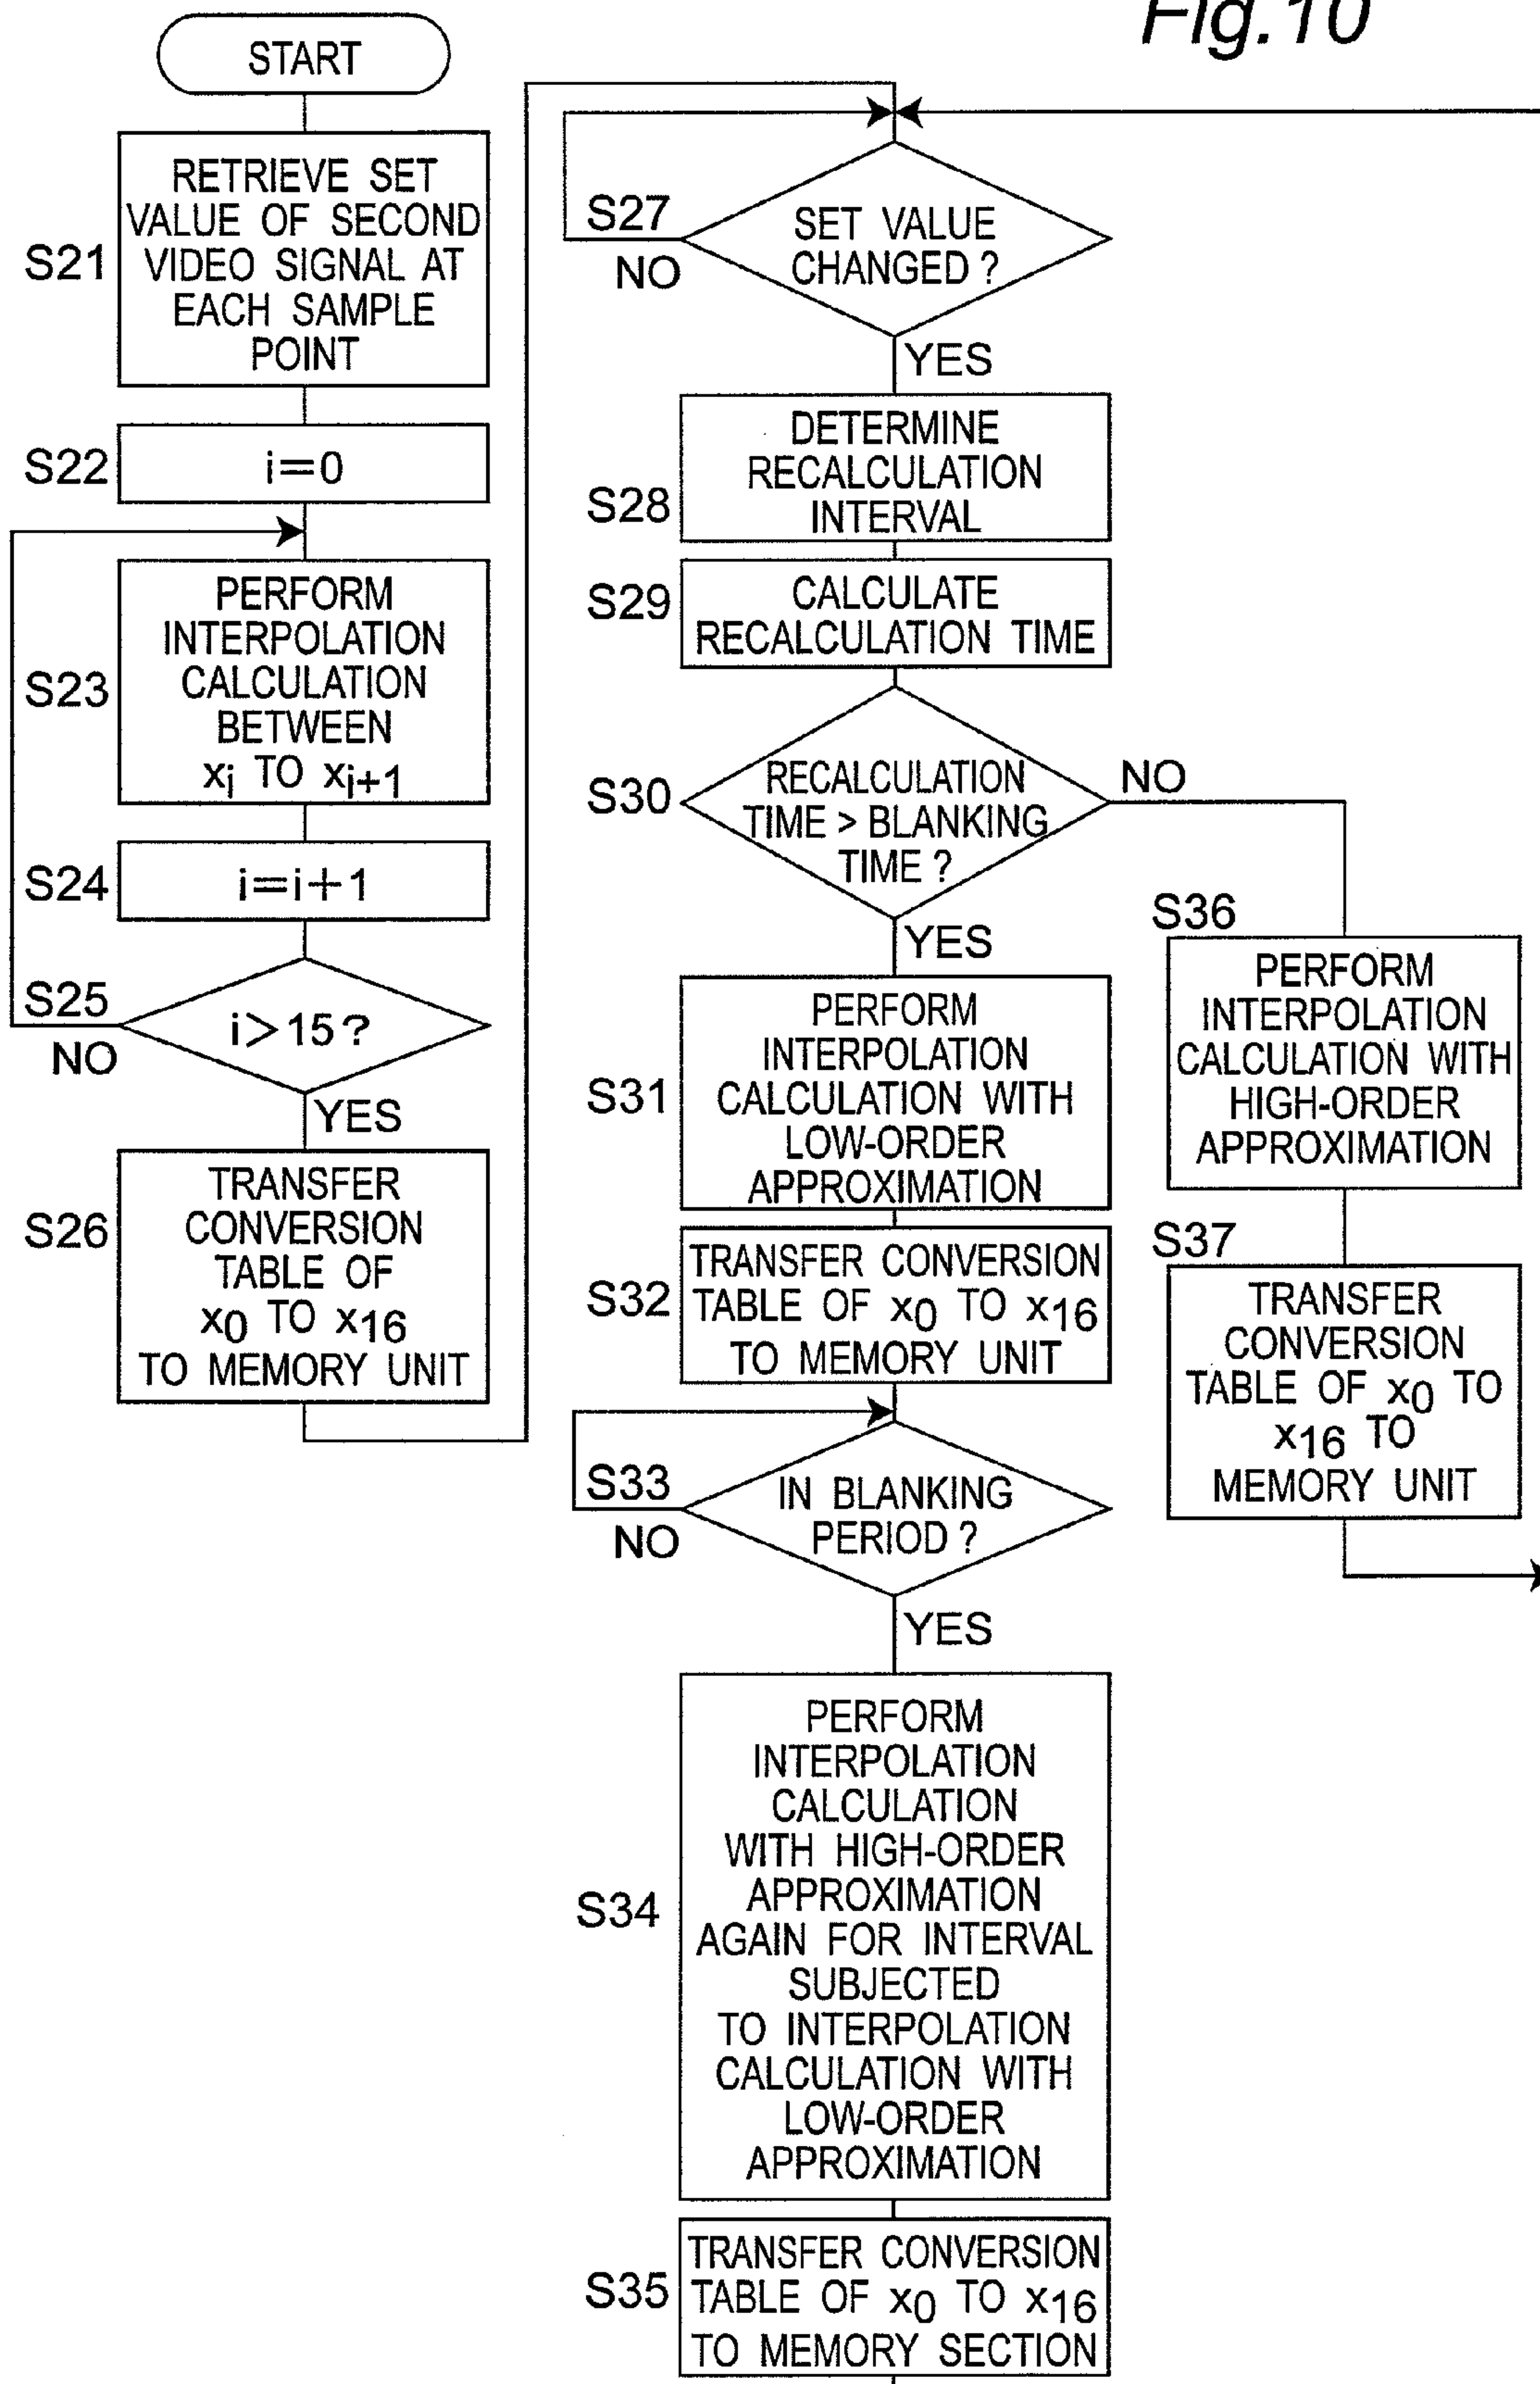 Fig.10
START
S21
RETRIEVE SET
VALUE OF SECOND
VIDEO SIGNAL AT
EACH SAMPLE
POINT
S22
i=0
S23
PERFORM
INTERPOLATION
CALCULATION
BETWEEN
xi TO xi+1
S24
i=i+1
S25
i>15?
NO
YES
S26
TRANSFER
CONVERSION
TABLE OF
x0 TO x16
TO MEMORY UNIT
S27
SET VALUE
CHANGED?
NO
YES
S28
DETERMINE
RECALCULATION
INTERVAL
S29
CALCULATE
RECALCULATION TIME
S30
RECALCULATION
TIME > BLANKING
TIME?
NO
YES
S31
PERFORM
INTERPOLATION
CALCULATION WITH
LOW-ORDER
APPROXIMATION
S32
TRANSFER CONVERSION
TABLE OF x0 TO x16
TO MEMORY UNIT
S33
IN BLANKING
PERIOD?
NO
YES
S34
PERFORM
INTERPOLATION
CALCULATION
WITH HIGH-ORDER
APPROXIMATION
AGAIN FOR INTERVAL
SUBJECTED
TO INTERPOLATION
CALCULATION WITH
LOW-ORDER
APPROXIMATION
S35
TRANSFER CONVERSION
TABLE OF x0 TO x16
TO MEMORY SECTION
S36
PERFORM
INTERPOLATION
CALCULATION WITH
HIGH-ORDER
APPROXIMATION
S37
TRANSFER
CONVERSION
TABLE OF x0 TO
x16 TO
MEMORY UNIT